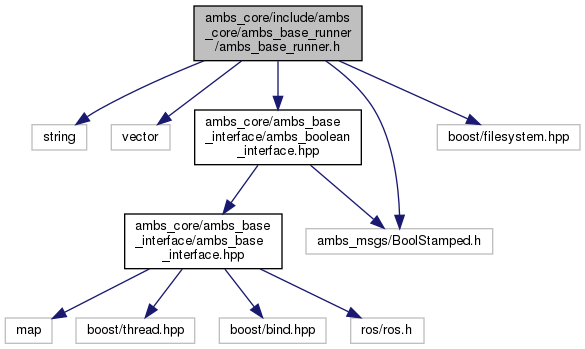 ambs_core/include/ambs
_core/ambs_base_runner
/ambs_base_runner.h
string
vector
ambs_core/ambs_base
_interface/ambs_boolean
_interface.hpp
boost/filesystem.hpp
ambs_core/ambs_base
_interface/ambs_base
_interface.hpp
ambs_msgs/BoolStamped.h
map
boost/thread.hpp
boost/bind.hpp
ros/ros.h